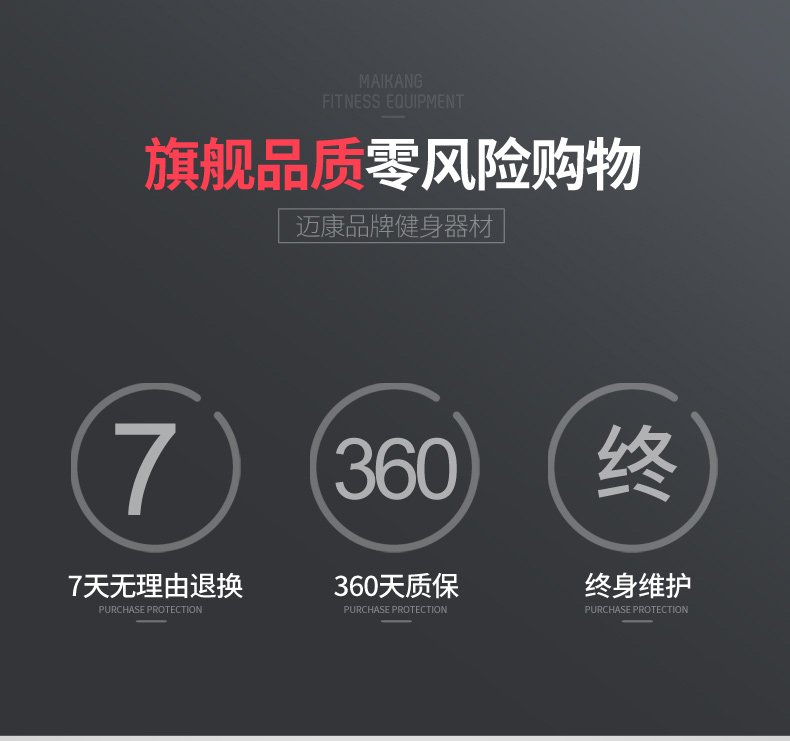 MAIKANG
FITNESS EQUIPMENT
旗舰品质零风险购物
迈康品牌健身器材
7
360
终
7天无理由退换
360天质保
终身维护
PURCHASE PROTECTION
PURCHASE PROTECTION
PURCHASE PROTECTION